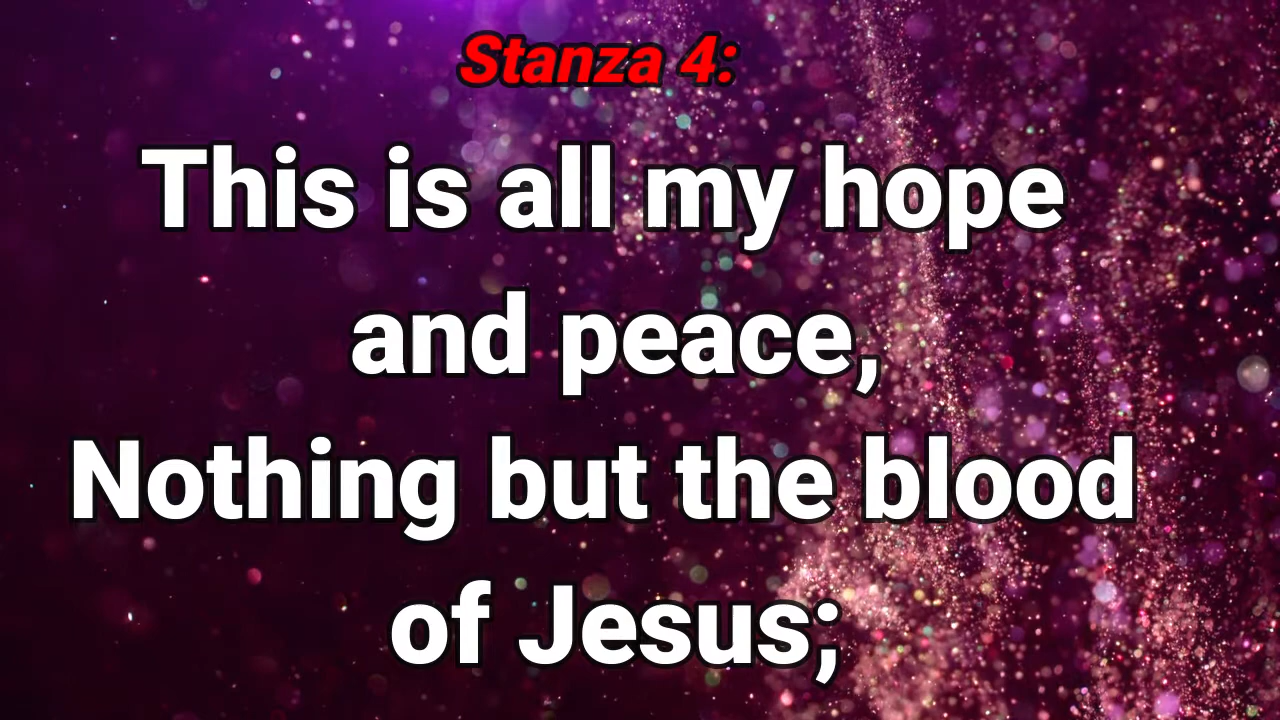 Stanza 4:
This is all my hope
and peace,
Nothing but the blood
of Jesus;